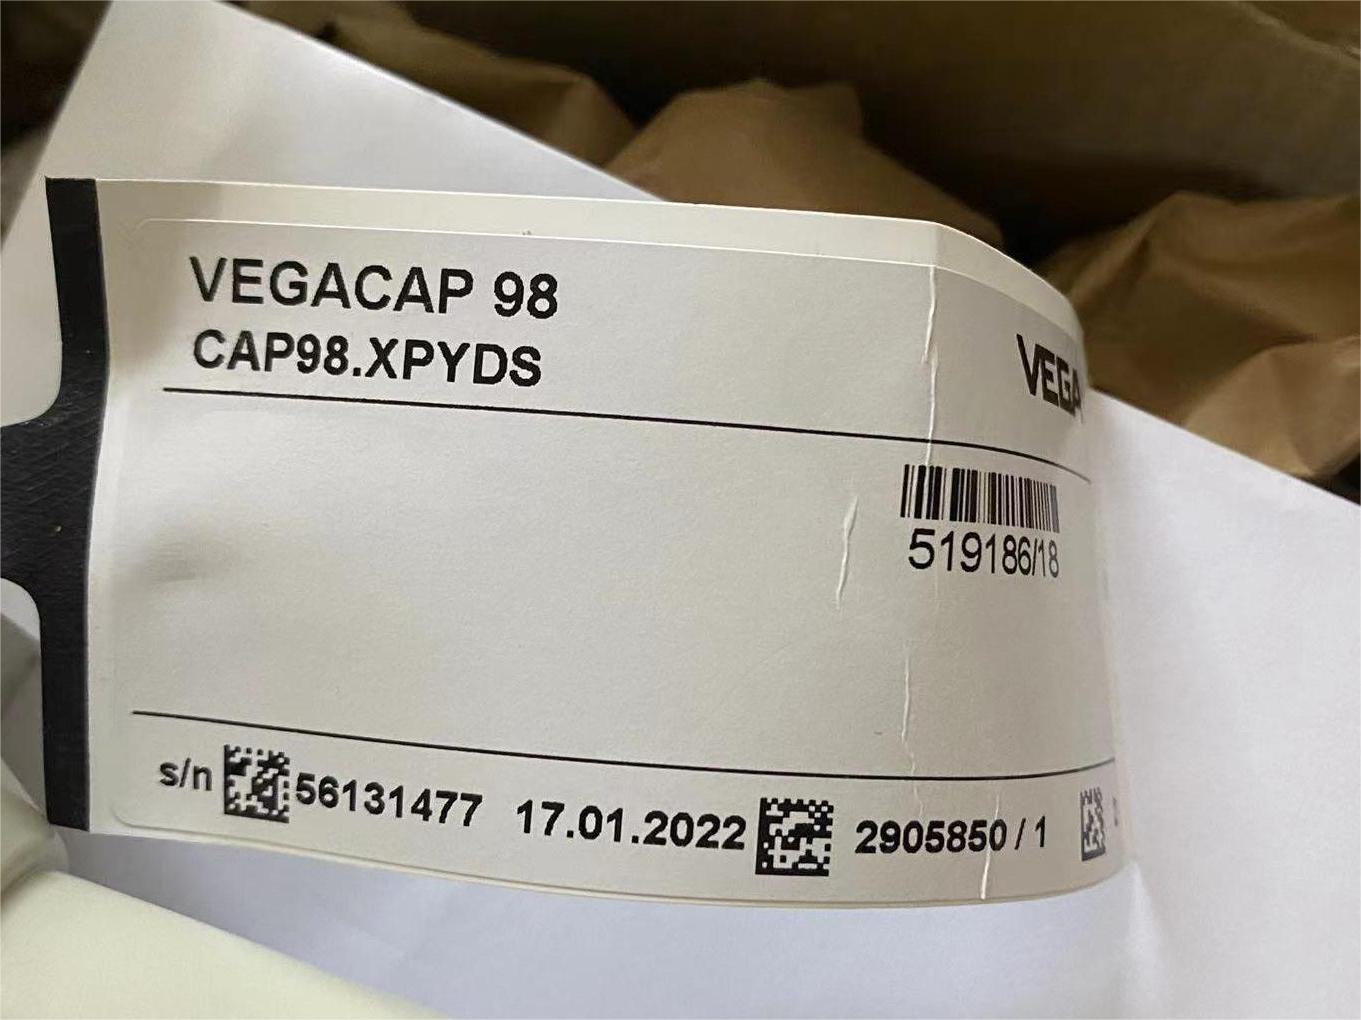 VEGACAP 98
CAP98.XPYDS
VEGA
519186/18
s/n 56131477 17.01.2022 2905850 / 1